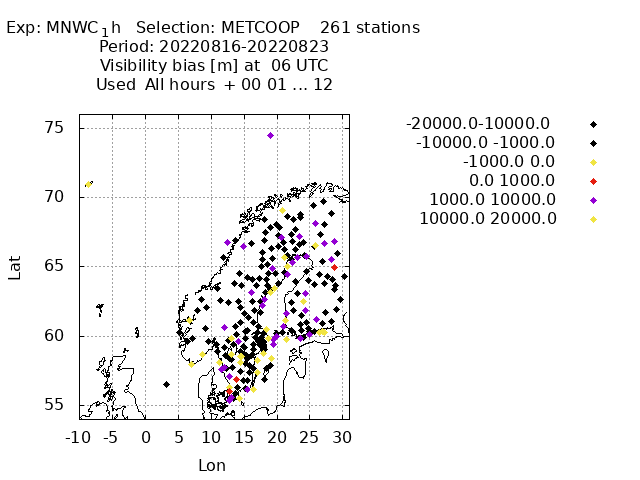 Exp: MNWC_1h   Selection: METCOOP    261 stations
Period: 20220816-20220823
Visibility bias [m] at  06 UTC
Used  All hours  + 00 01 ... 12
-20000.0-10000.0
-10000.0 -1000.0
-1000.0 0.0
0.0 1000.0
1000.0 10000.0
10000.0 20000.0
75
70
65
60
55
Lat
-10 -5 0 5 10 15 20 25 30
Lon